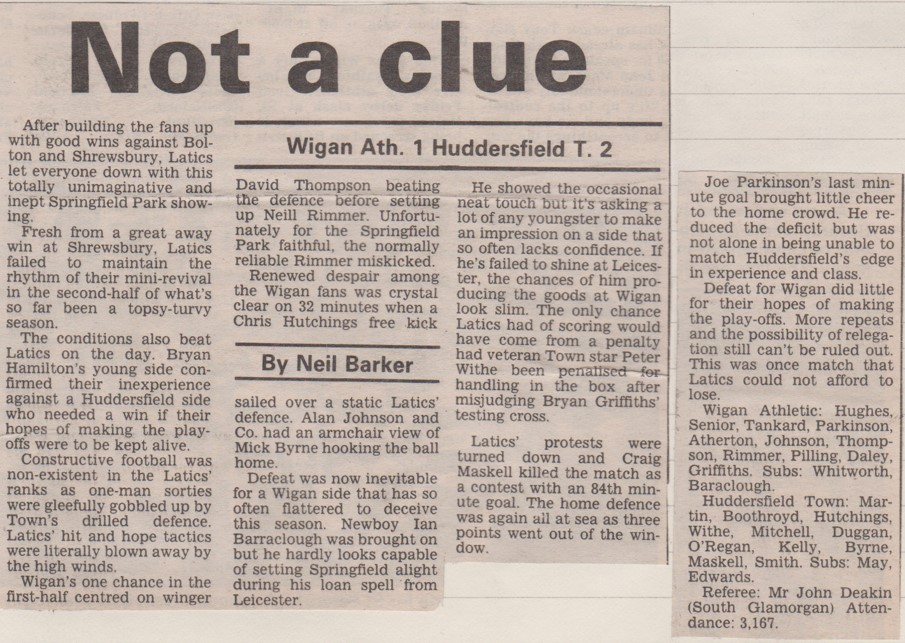 Not a clue
Wigan Ath. 1 Huddersfield T. 2
After building the fans up
with good wins against Bol-
ton and Shrewsbury, Latics
let everyone down with this
totally unimaginative and
inept Springfield Park show-
ing.
Fresh from a great away
win at Shrewsbury, Latics
failed to maintain the
rhythm of their mini-revival
in the second-half of what's
so far been a topsy-turvy
season.
The conditions also beat
Latics on the day. Bryan
Hamilton's young side con-
firmed their inexperience
against a Huddersfield side
who needed a win if their
hopes of making the play-
offs were to be kept alive.
Constructive football was
non-existent in the Latics'
ranks as one-man sorties
were gleefully gobbled up by
Town's drilled defence.
Latics' hit and hope tactics
were literally blown away by
the high winds.
Wigan's one chance in the
first-half centred on winger
David Thompson beating
the defence before setting
up Neill Rimmer. Unfortu-
nately for the Springfield
Park faithful, the normally
reliable Rimmer miskicked.
Renewed despair among
the Wigan fans was crystal
clear on 32 minutes when a
Chris Hutchings free kick
By Neil Barker
sailed over a static Latics'
defence. Alan Johnson and
Co. had an armchair view of
Mick Byrne hooking the ball
home.
Defeat was now inevitable
for a Wigan side that has so
often flattered to deceive
this season. Newboy Ian
Barraclough was brought on
but he hardly looks capable
of setting Springfield alight
during his loan spell from
Leicester.
He showed the occasional
neat touch but it's asking a
lot of any youngster to make
an impression on a side that
so often lacks confidence. If
he's failed to shine at Leices-
ter, the chances of him pro-
ducing the goods at Wigan
look slim. The only chance
Latics had of scoring would
have come from a penalty
had veteran Town star Peter
Withe been penalised for
handling in the box after
misjudging Bryan Griffiths'
testing cross.
Latics' protests were
turned down and Craig
Maskell killed the match as
a contest with an 84th min-
ute goal. The home defence
was again all at sea as three
points went out of the win-
dow.
Joe Parkinson's last min-
ute goal brought little cheer
to the home crowd. He re-
duced the deficit but was
not alone in being unable to
match Huddersfield's edge
in experience and class.
Defeat for Wigan did little
for their hopes of making
the play-offs. More repeats
and the possibility of relega-
tion still can't be ruled out.
This was once match that
Latics could not afford to
lose.
Wigan Athletic: Hughes,
Senior, Tankard, Parkinson,
Atherton, Johnson, Thomp-
son, Rimmer, Pilling, Daley,
Griffiths. Subs: Whitworth,
Baraclough.
Huddersfield Town: Mar-
tin, Boothroyd, Hutchings,
Withe, Mitchell, Duggan,
O'Regan, Kelly, Byrne,
Maskell, Smith. Subs: May,
Edwards.
Referee: Mr John Deakin
(South Glamorgan) Atten-
dance: 3,167.